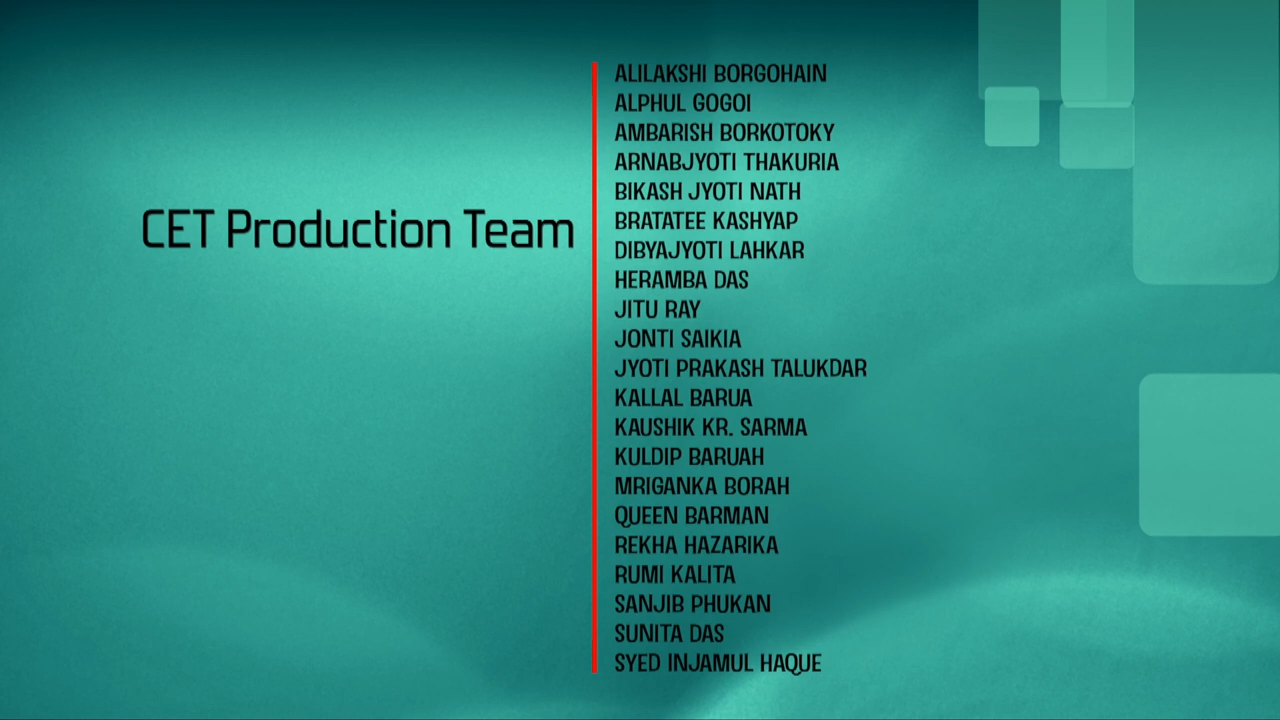 CET Production Team
ALILAKSHI BORGOHAIN
ALPHUL GOGOI
AMBARISH BORKOTOKY
ARNABJYOTI THAKURIA
BIKASH JYOTI NATH
BRATATEE KASHYAP
DIBYAJYOTI LAHKAR
HERAMBA DAS
JITU RAY
JONTI SAIKIA
JYOTI PRAKASH TALUKDAR
KALLAL BARUA
KAUSHIK KR. SARMA
KULDIP BARUAH
MRIGANKA BORAH
QUEEN BARMAN
REKHA HAZARIKA
RUMI KALITA
SANJIB PHUKAN
SUNITA DAS
SYED INJAMUL HAQUE